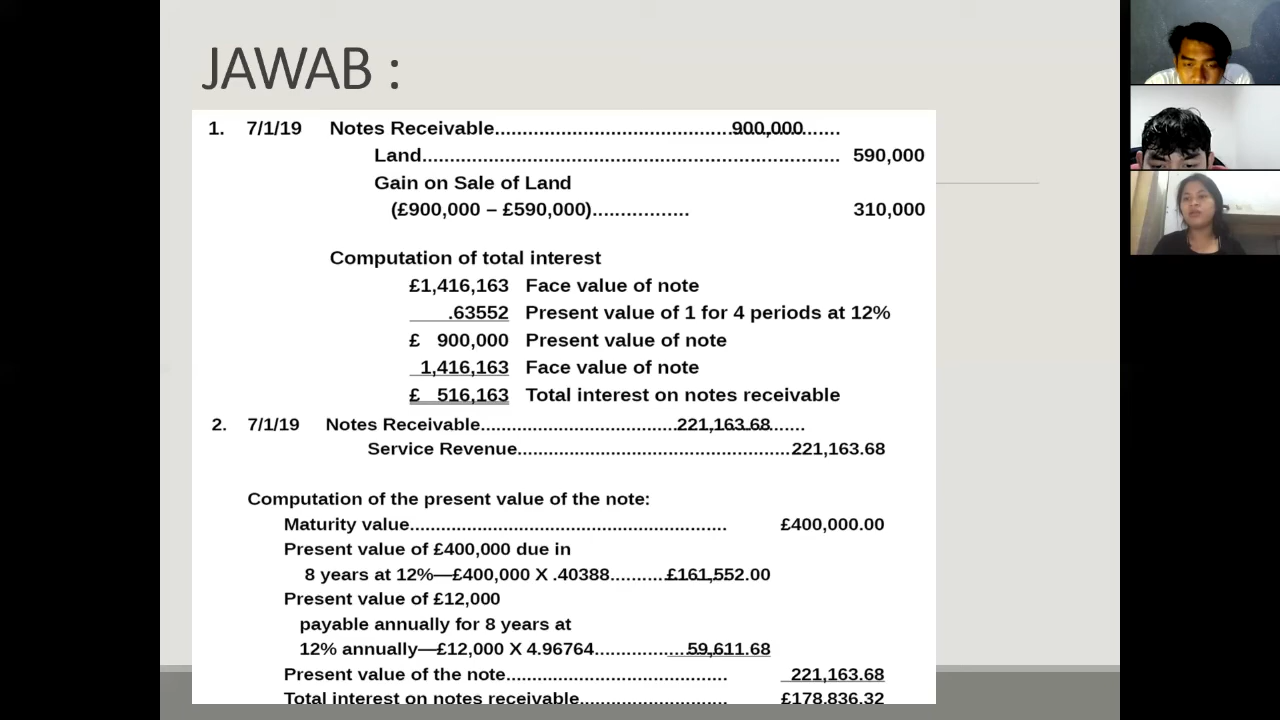 JAWAB :
1. 7/1/19 Notes Receivable............................................................... 900,000
Land............................................................................ 590,000
Gain on Sale of Land
(£900,000 – £590,000)................. 310,000
Computation of total interest
£1,416,163 Face value of note
.63552 Present value of 1 for 4 periods at 12%
£ 900,000 Present value of note
1,416,163 Face value of note
£ 516,163 Total interest on notes receivable
2. 7/1/19 Notes Receivable............................................................. 221,163.68
Service Revenue.................................................... 221,163.68
Computation of the present value of the note:
Maturity value............................................................ £400,000.00
Present value of £400,000 due in
8 years at 12%—£400,000 X .40388...................... £161,552.00
Present value of £12,000
payable annually for 8 years at
12% annually—£12,000 X 4.96764......................... 59,611.68
Present value of the note.......................................... 221,163.68
Total interest on notes receivable............................ £178,836.32